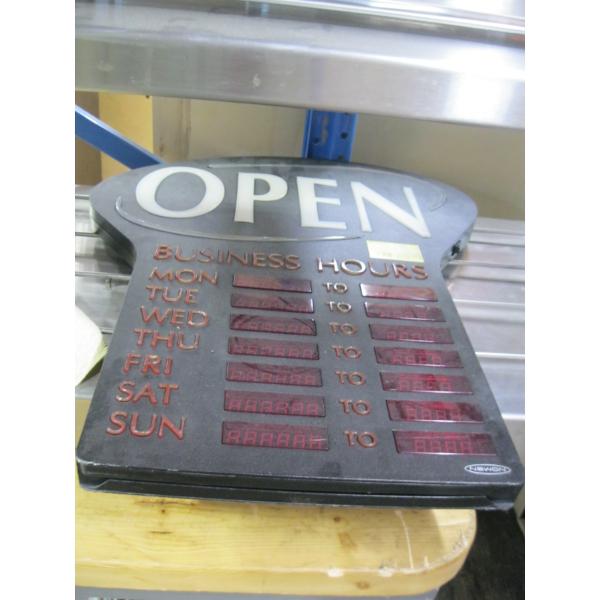 OPEN
BUSINESS HOURS
MON TO
TUE TO
WED TO
THU TO
FRI TO
SAT TO
SUN TO
NEWON